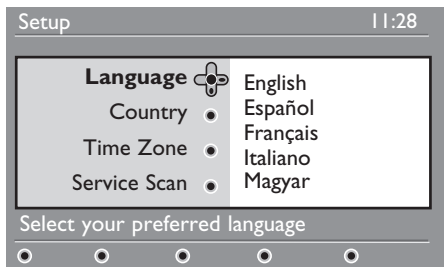 Setup 11:28
Language
Country
Time Zone
Service Scan
English
Español
Français
Italiano
Magyar
Select your preferred language